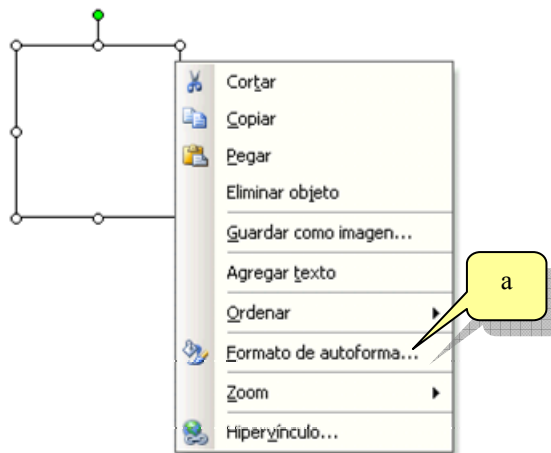 Cortar
Copiar
Pegar
Eliminar objeto
Guardar como imagen...
Agregar texto
Ordenar
a
Formato de autoforma...
Zoom
Hipervínculo...